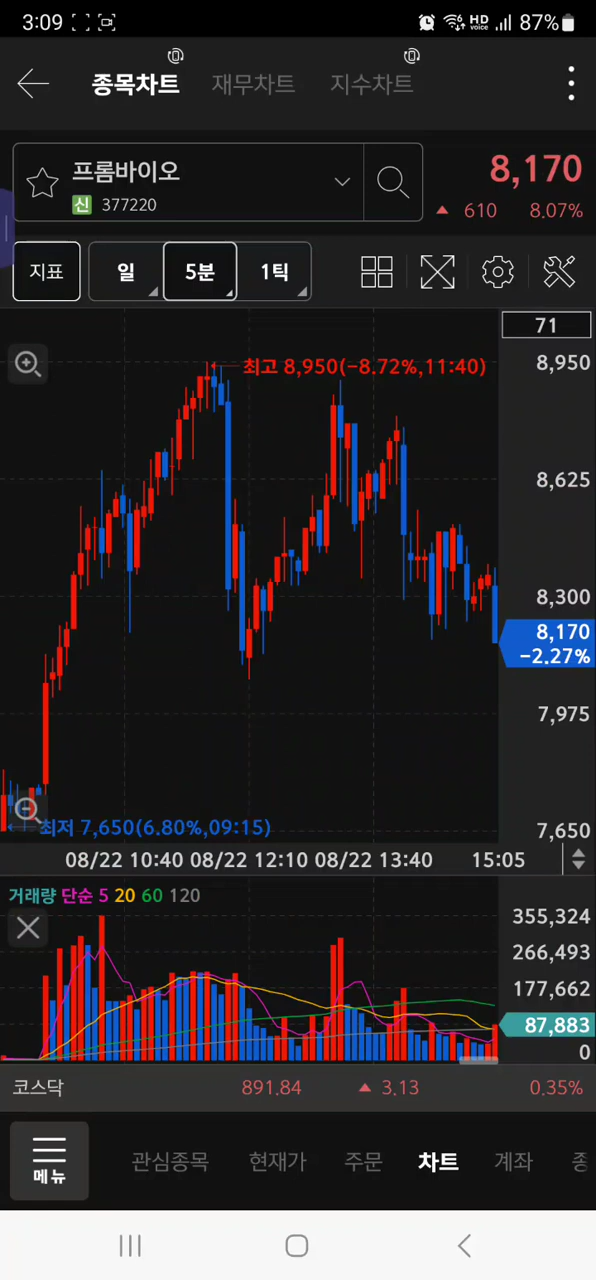 3:09 HD voice 87%
종목차트 재무차트 지수차트
프롬바이오
신 377220
8,170
▲ 610 8.07%
지표 일 5분 1틱
71
최고 8,950(-8.72%,11:40)
8,950
8,625
8,300
8,170
-2.27%
7,975
최저 7,650(6.80%,09:15)
7,650
08/22 10:40 08/22 12:10 08/22 13:40 15:05
거래량 단순 5 20 60 120
355,324
266,493
177,662
87,883
0
코스닥 891.84 ▲ 3.13 0.35%
메뉴 관심종목 현재가 주문 차트 계좌 종